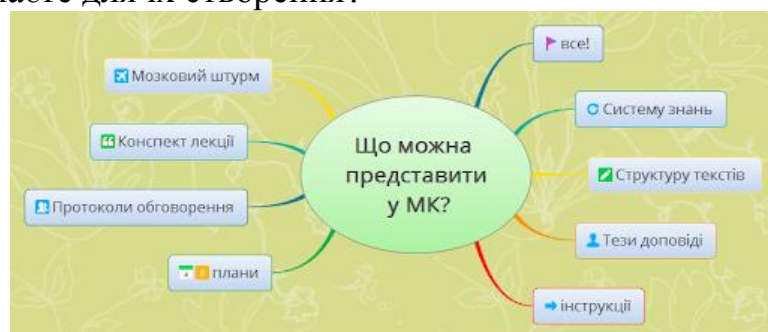 Мозковий штурм
Конспект лекції
Протоколи обговорення
плани
Що можна
представити
у МК?
все!
Систему знань
Структуру текстів
Тези доповіді
інструкції